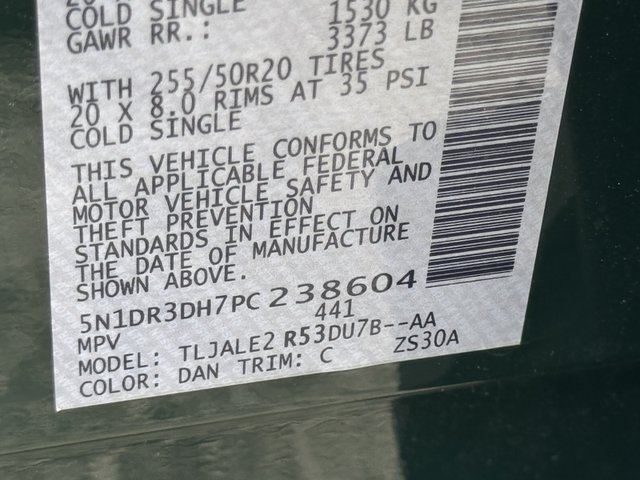 COLD SINGLE 1530 KG
GAWR RR.: 3373 LB
WITH 255/50R20 TIRES
20 X 8.0 RIMS AT 35 PSI
COLD SINGLE
THIS VEHICLE CONFORMS TO
ALL APPLICABLE FEDERAL
MOTOR VEHICLE SAFETY AND
THEFT PREVENTION
STANDARDS IN EFFECT ON
THE DATE OF MANUFACTURE
SHOWN ABOVE.
5N1DR3DH7PC238604
MPV 441
MODEL: TLJALE2 R53DU7B--AA
COLOR: DAN TRIM: C ZS30A